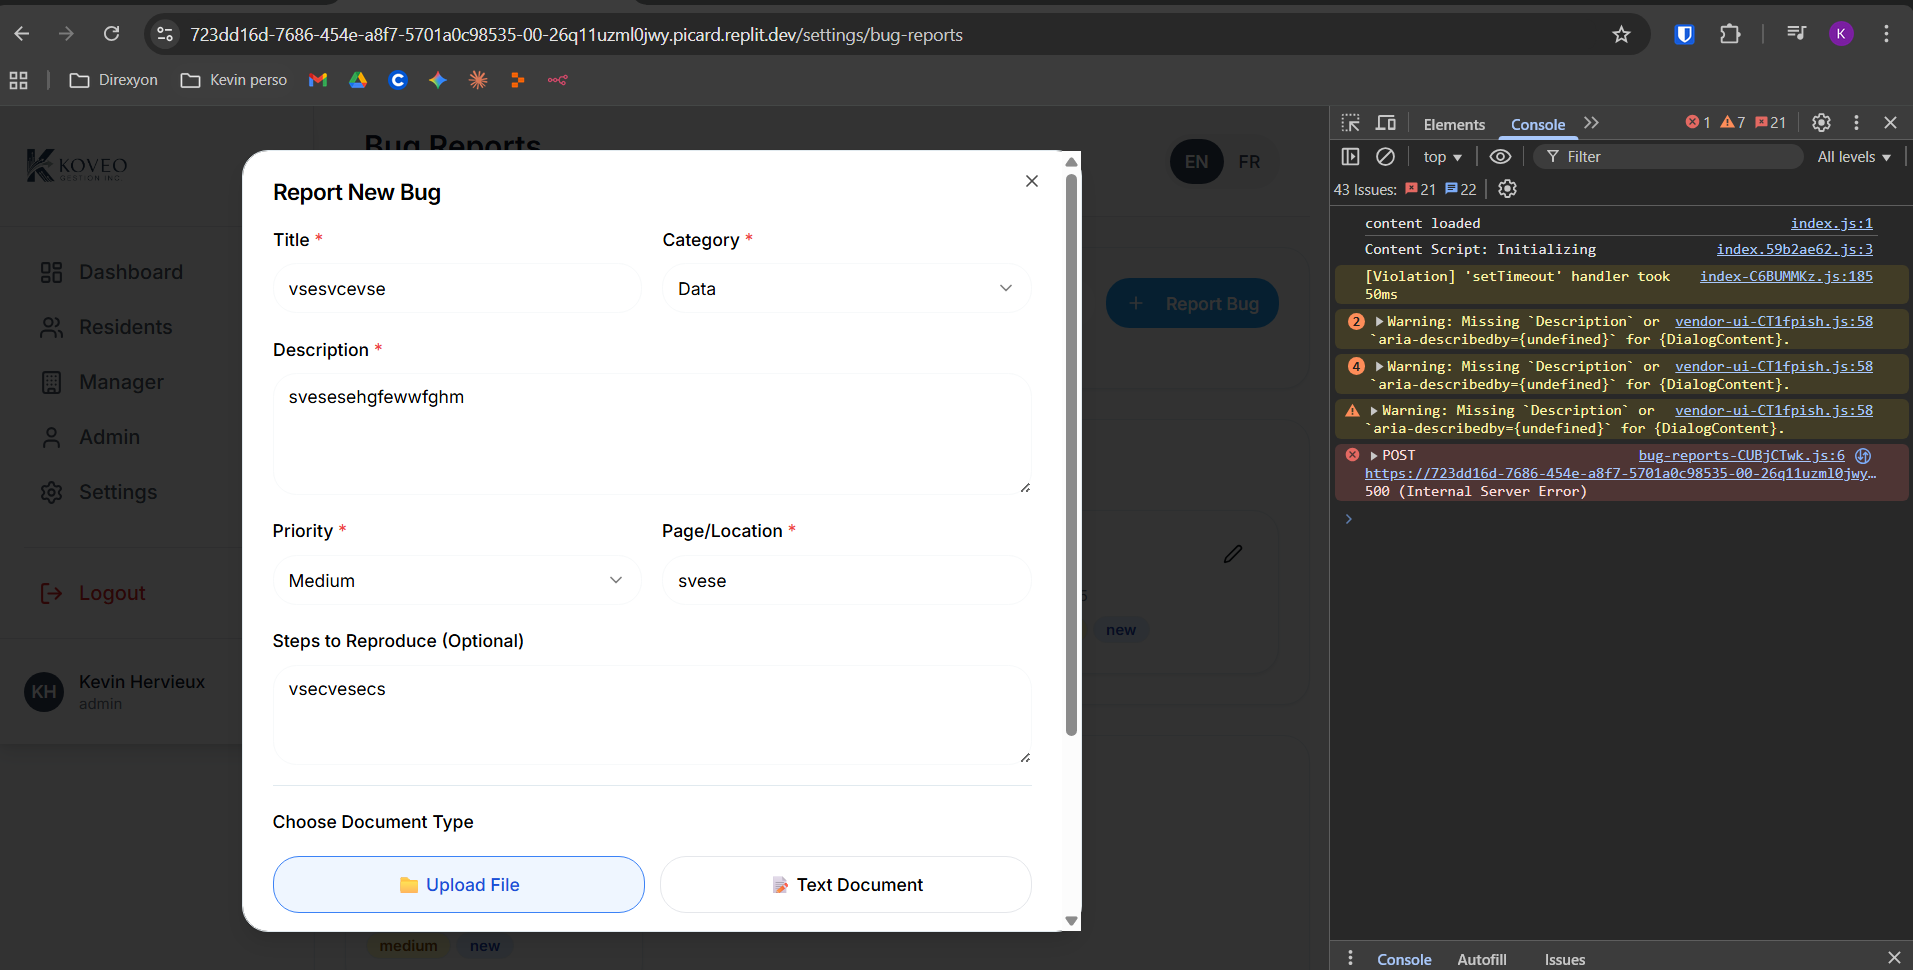 723dd16d-7686-454e-a8f7-5701a0c98535-00-26q11uzml0jwy.picard.replit.dev/settings/bug-reports
K
Direxyon
Kevin perso
KOVEO
GESTION INC.
Dashboard
Residents
Manager
Admin
Settings
Logout
KH
Kevin Hervieux
admin
Bug Reports
EN FR
Report Bug
new
medium new
Report New Bug
Title * Category *
vsesvcevse Data
Description *
svesesehgfewwfghm
Priority * Page/Location *
Medium svese
Steps to Reproduce (Optional)
vsecvesecs
Choose Document Type
Upload File Text Document
Elements Console 1 7 21
top Filter All levels
43 Issues: 21 22
content loaded index.js:1
Content Script: Initializing index.59b2ae62.js:3
[Violation] 'setTimeout' handler took index-C6BUMMKz.js:185
50ms
2 Warning: Missing `Description` or vendor-ui-CT1fpish.js:58
`aria-describedby={undefined}` for {DialogContent}.
4 Warning: Missing `Description` or vendor-ui-CT1fpish.js:58
`aria-describedby={undefined}` for {DialogContent}.
Warning: Missing `Description` or vendor-ui-CT1fpish.js:58
`aria-describedby={undefined}` for {DialogContent}.
POST bug-reports-CUBjCTwk.js:6
https://723dd16d-7686-454e-a8f7-5701a0c98535-00-26q11uzml0jwy…
500 (Internal Server Error)
Console Autofill Issues